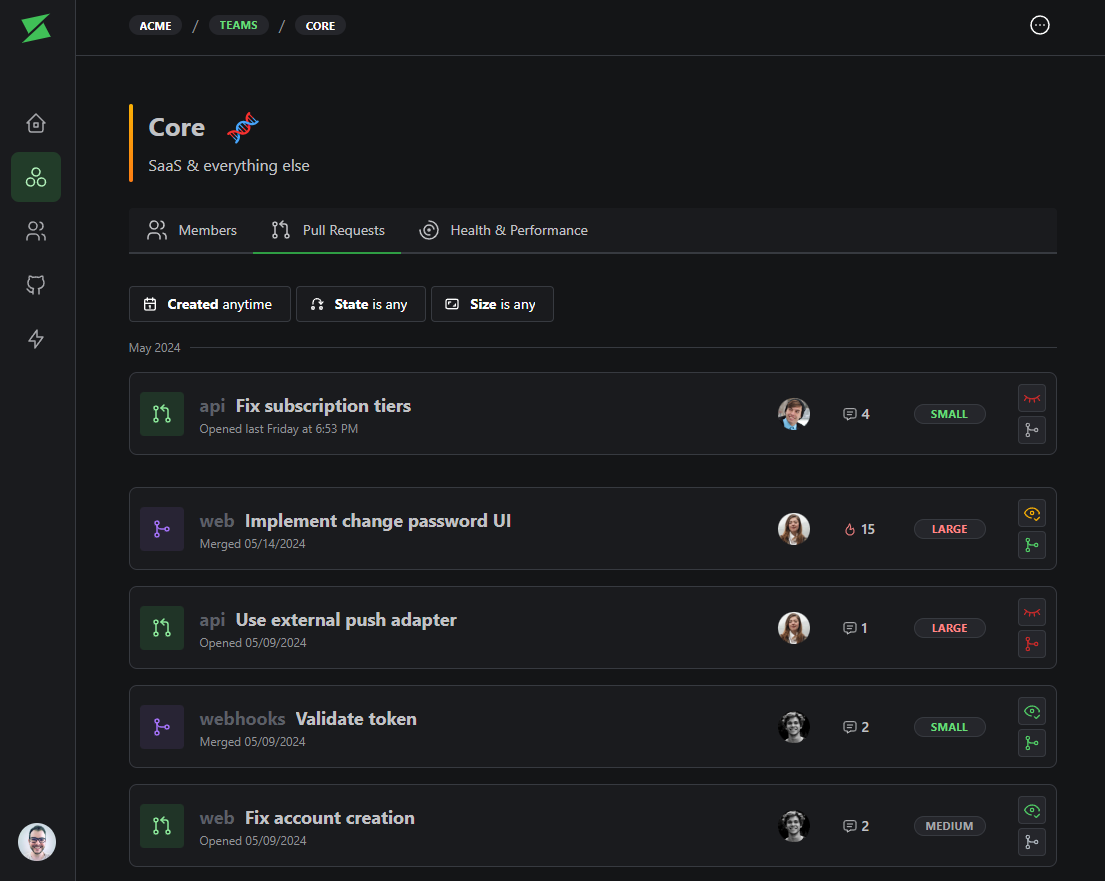 ACME / TEAMS / CORE
Core
SaaS & everything else
Members Pull Requests Health & Performance
Created anytime State is any Size is any
May 2024
api Fix subscription tiers
Opened last Friday at 6:53 PM
4
SMALL
web Implement change password UI
Merged 05/14/2024
15
LARGE
api Use external push adapter
Opened 05/09/2024
1
LARGE
webhooks Validate token
Merged 05/09/2024
2
SMALL
web Fix account creation
Opened 05/09/2024
2
MEDIUM